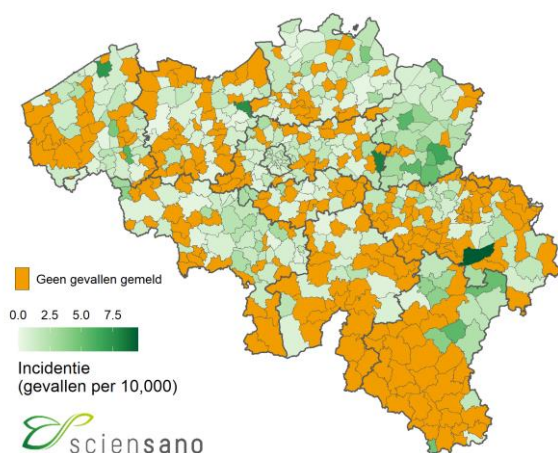 Geen gevallen gemeld
0.0 2.5 5.0 7.5
Incidentie
(gevallen per 10,000)
sciensano